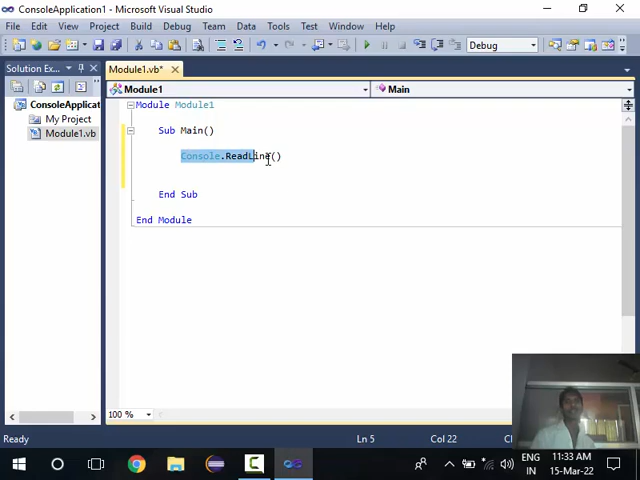 ConsoleApplication1 - Microsoft Visual Studio
File Edit View Project Build Debug Team Data Tools Test Window Help
Debug
Solution Ex...
Module1.vb*
ConsoleApplicat
My Project
Module1.vb
Module1
Main
Module Module1
Sub Main()
Console.ReadLine()
End Sub
End Module
100 %
Ready
Ln 5
Col 22
ENG
IN
11:33 AM
15-Mar-22